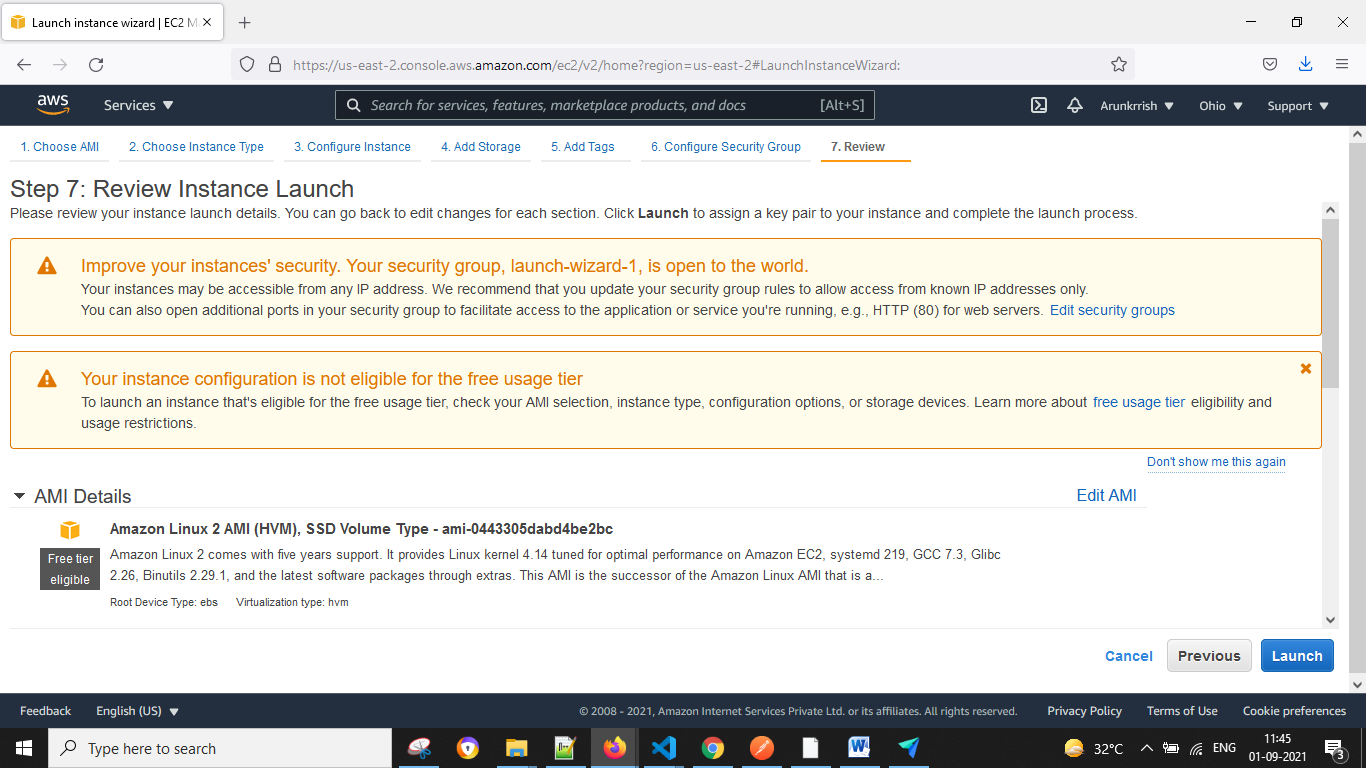 Launch instance wizard | EC2 M
https://us-east-2.console.aws.amazon.com/ec2/v2/home?region=us-east-2#LaunchInstanceWizard:
aws Services Search for services, features, marketplace products, and docs [Alt+S] Arunkrrish Ohio Support
1. Choose AMI 2. Choose Instance Type 3. Configure Instance 4. Add Storage 5. Add Tags 6. Configure Security Group 7. Review
Step 7: Review Instance Launch
Please review your instance launch details. You can go back to edit changes for each section. Click Launch to assign a key pair to your instance and complete the launch process.
Improve your instances' security. Your security group, launch-wizard-1, is open to the world.
Your instances may be accessible from any IP address. We recommend that you update your security group rules to allow access from known IP addresses only.
You can also open additional ports in your security group to facilitate access to the application or service you're running, e.g., HTTP (80) for web servers. Edit security groups
Your instance configuration is not eligible for the free usage tier
To launch an instance that's eligible for the free usage tier, check your AMI selection, instance type, configuration options, or storage devices. Learn more about free usage tier eligibility and
usage restrictions.
Don't show me this again
AMI Details Edit AMI
Amazon Linux 2 AMI (HVM), SSD Volume Type - ami-0443305dabd4be2bc
Free tier
eligible
Amazon Linux 2 comes with five years support. It provides Linux kernel 4.14 tuned for optimal performance on Amazon EC2, systemd 219, GCC 7.3, Glibc
2.26, Binutils 2.29.1, and the latest software packages through extras. This AMI is the successor of the Amazon Linux AMI that is a...
Root Device Type: ebs Virtualization type: hvm
Cancel Previous Launch
Feedback English (US) © 2008 - 2021, Amazon Internet Services Private Ltd. or its affiliates. All rights reserved. Privacy Policy Terms of Use Cookie preferences
Type here to search 32°C ENG 11:45
01-09-2021 3